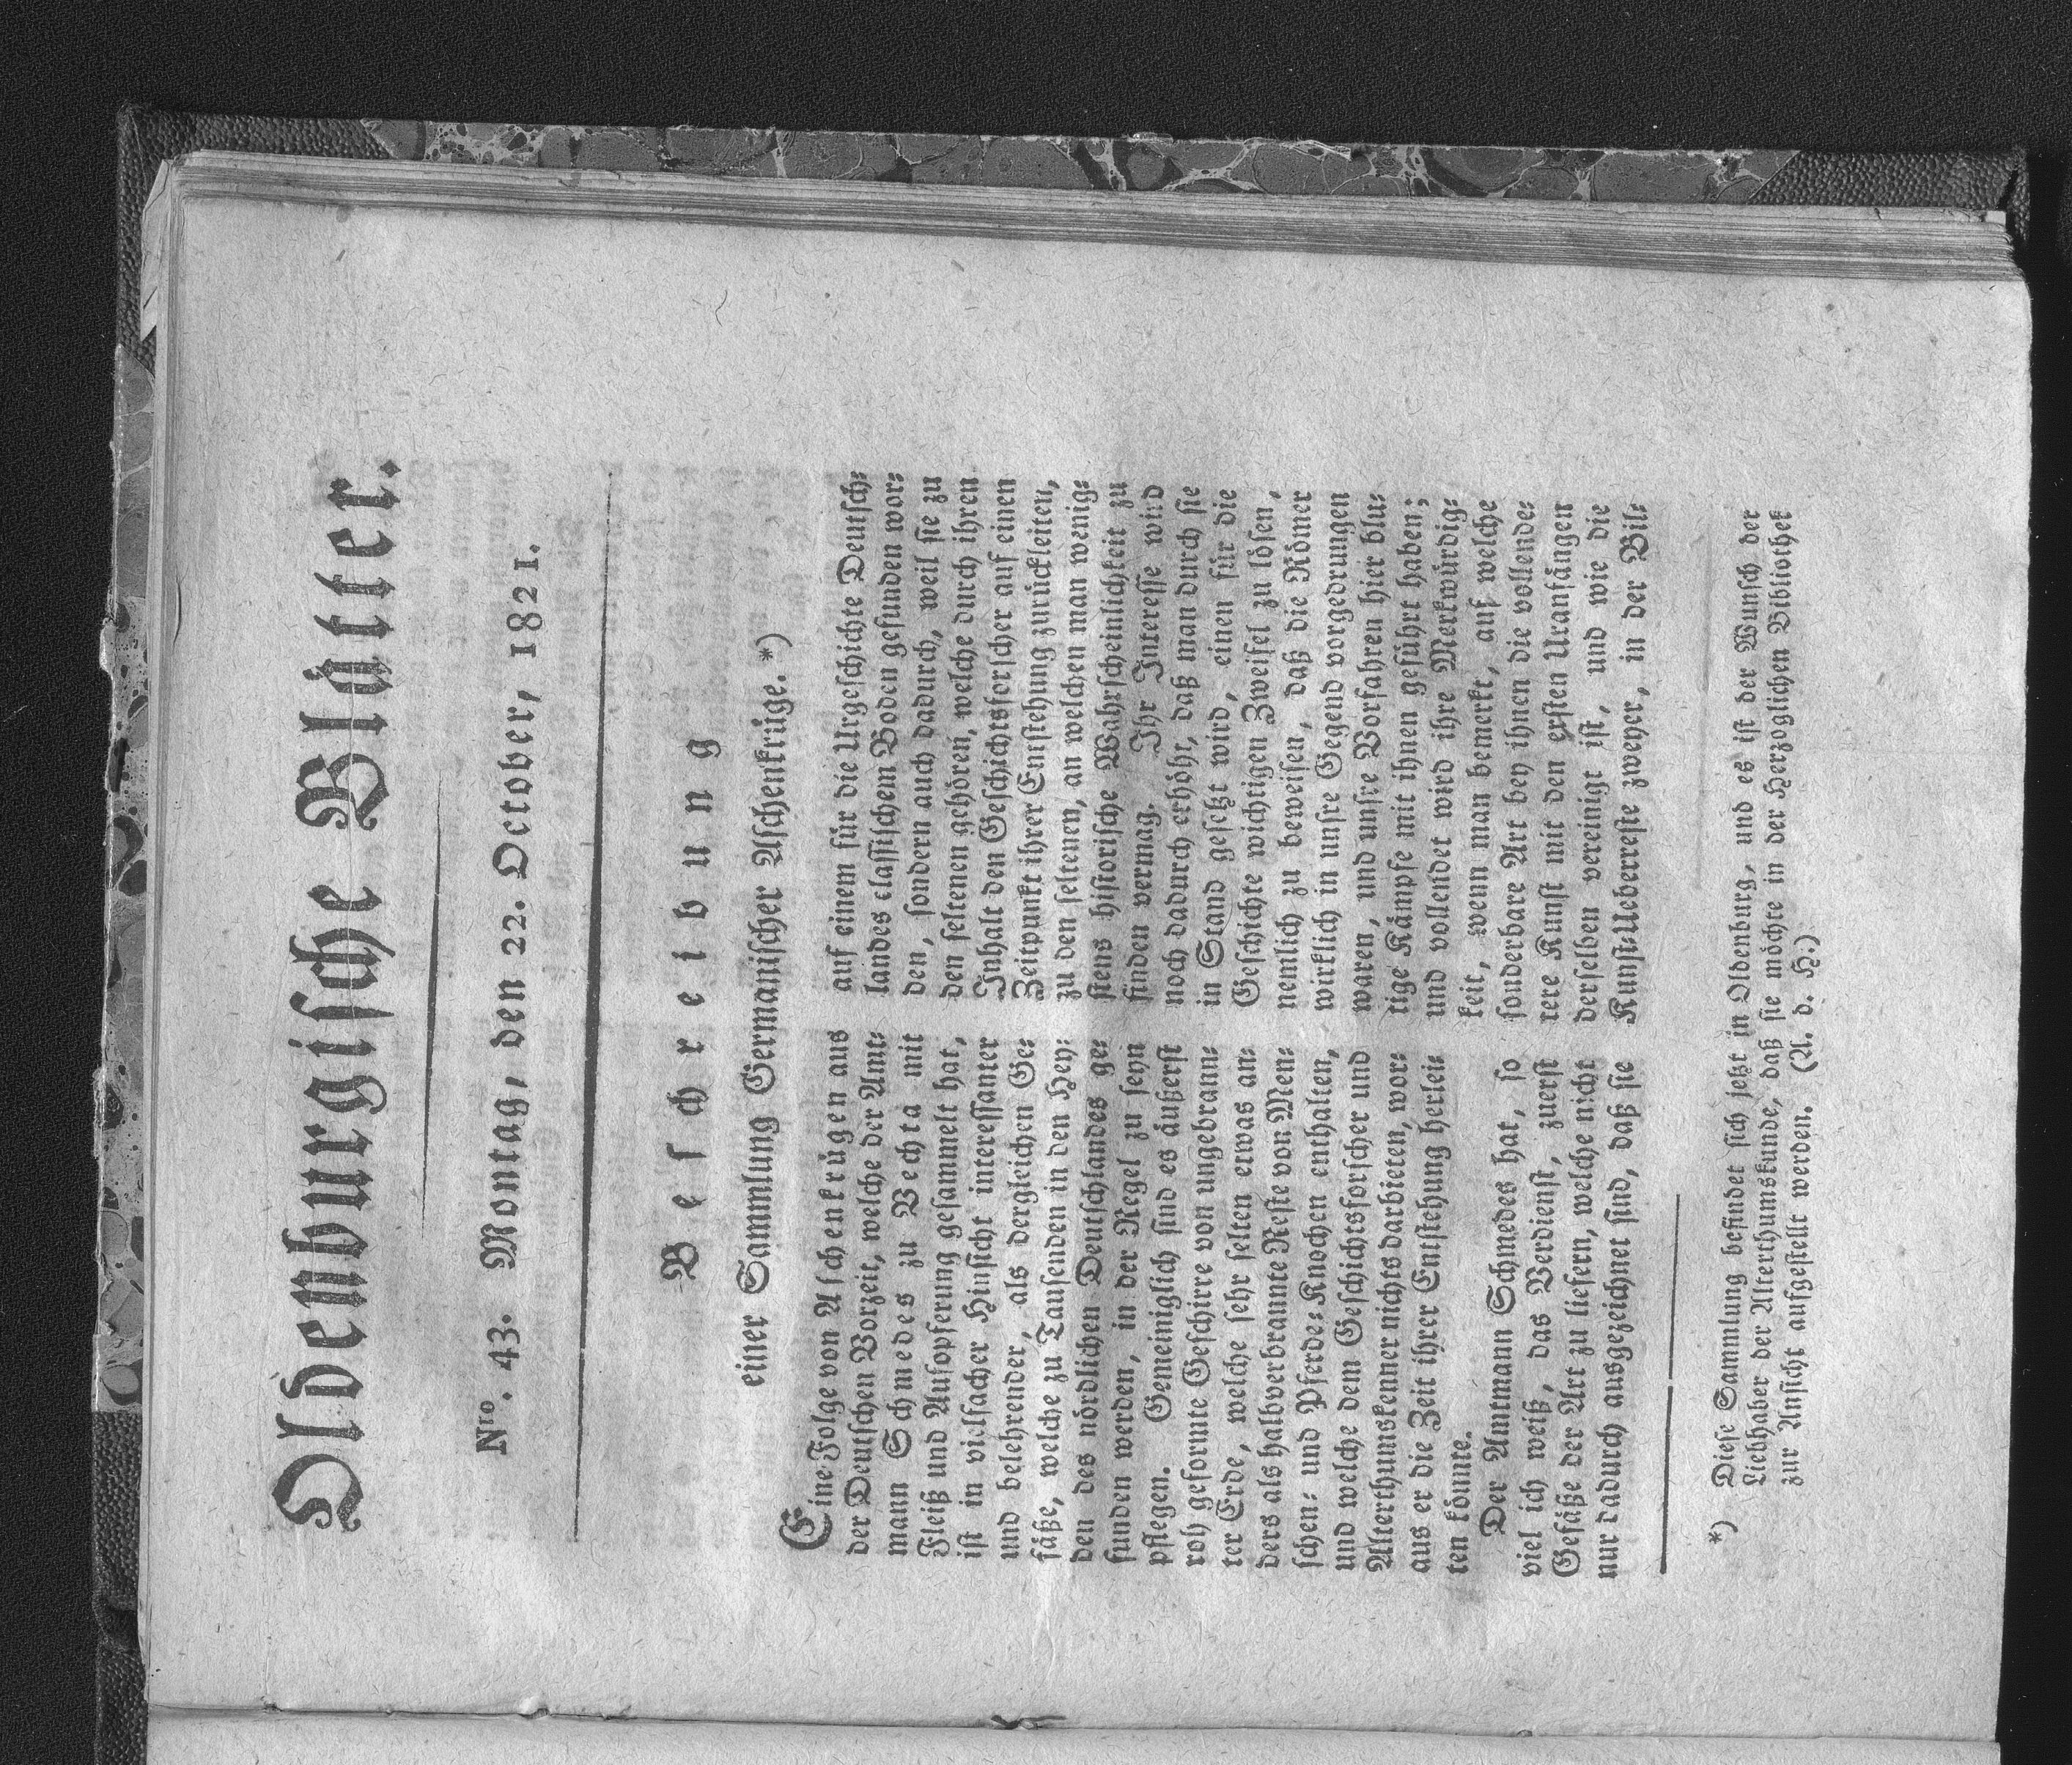 Oldenburgische Blätter.
Nro. 43. Montag, den 22. October, 1821.
Beschreibung
einer Sammlung Germanischer Aschenkrüge. *)
Eine Folge von Aschenkrügen aus
der Deutschen Vorzeit, welche der Amt-
mann Schmedes zu Vechta mit
Fleiß und Aufopferung gesammelt hat,
ist in vielfacher Hinsicht interessanter
und belehrender, als dergleichen Ge-
fäße, welche zu Tausenden in den Hey-
den des nördlichen Deutschlandes ge-
funden werden, in der Regel zu seyn
pflegen. Gemeiniglich sind es äußerst
roh geformte Geschirre von ungebrann-
ter Erde, welche sehr selten etwas an-
ders als halbverbrannte Reste von Men-
schen- und Pferde-Knochen enthalten,
und welche dem Geschichtsforscher und
Alterthumskenner nichts darbieten, wor-
aus er die Zeit ihrer Entstehung herlei-
ten könnte.
Der Amtmann Schmedes hat, so
viel ich weiß, das Verdienst, zuerst
Gefäße der Art zu liefern, welche nicht
nur dadurch ausgezeichnet sind, daß sie
auf einem für die Urgeschichte Deutsch-
landes classischem Boden gefunden wor-
den, sondern auch dadurch, weil sie zu
den seltenen gehören, welche durch ihren
Inhalt den Geschichtsforscher auf einen
Zeitpunkt ihrer Entstehung zurückleiten,
zu den seltenen, an welchen man wenig-
stens historische Wahrscheinlichkeit zu
finden vermag. Ihr Interesse wird
noch dadurch erhöht, daß man durch sie
in Stand gesetzt wird, einen für die
Geschichte wichtigen Zweifel zu lösen,
nemlich zu beweisen, daß die Römer
wirklich in unsre Gegend vorgedrungen
waren, und unsre Vorfahren hier blu-
tige Kämpfe mit ihnen geführt haben;
und vollendet wird ihre Merkwürdig-
keit, wenn man bemerkt, auf welche
sonderbare Art bey ihnen die vollende-
tere Kunst mit den ersten Uranfängen
derselben vereinigt ist, und wie die
Kunst-Ueberreste zweyer, in der Bil-
*) Diese Sammlung befindet sich jetzt in Oldenburg, und es ist der Wunsch der
Liebhaber der Alterthumskunde, daß sie möchte in der Herzoglichen Bibliothek
zur Ansicht aufgestellt werden. (A. d. H.)